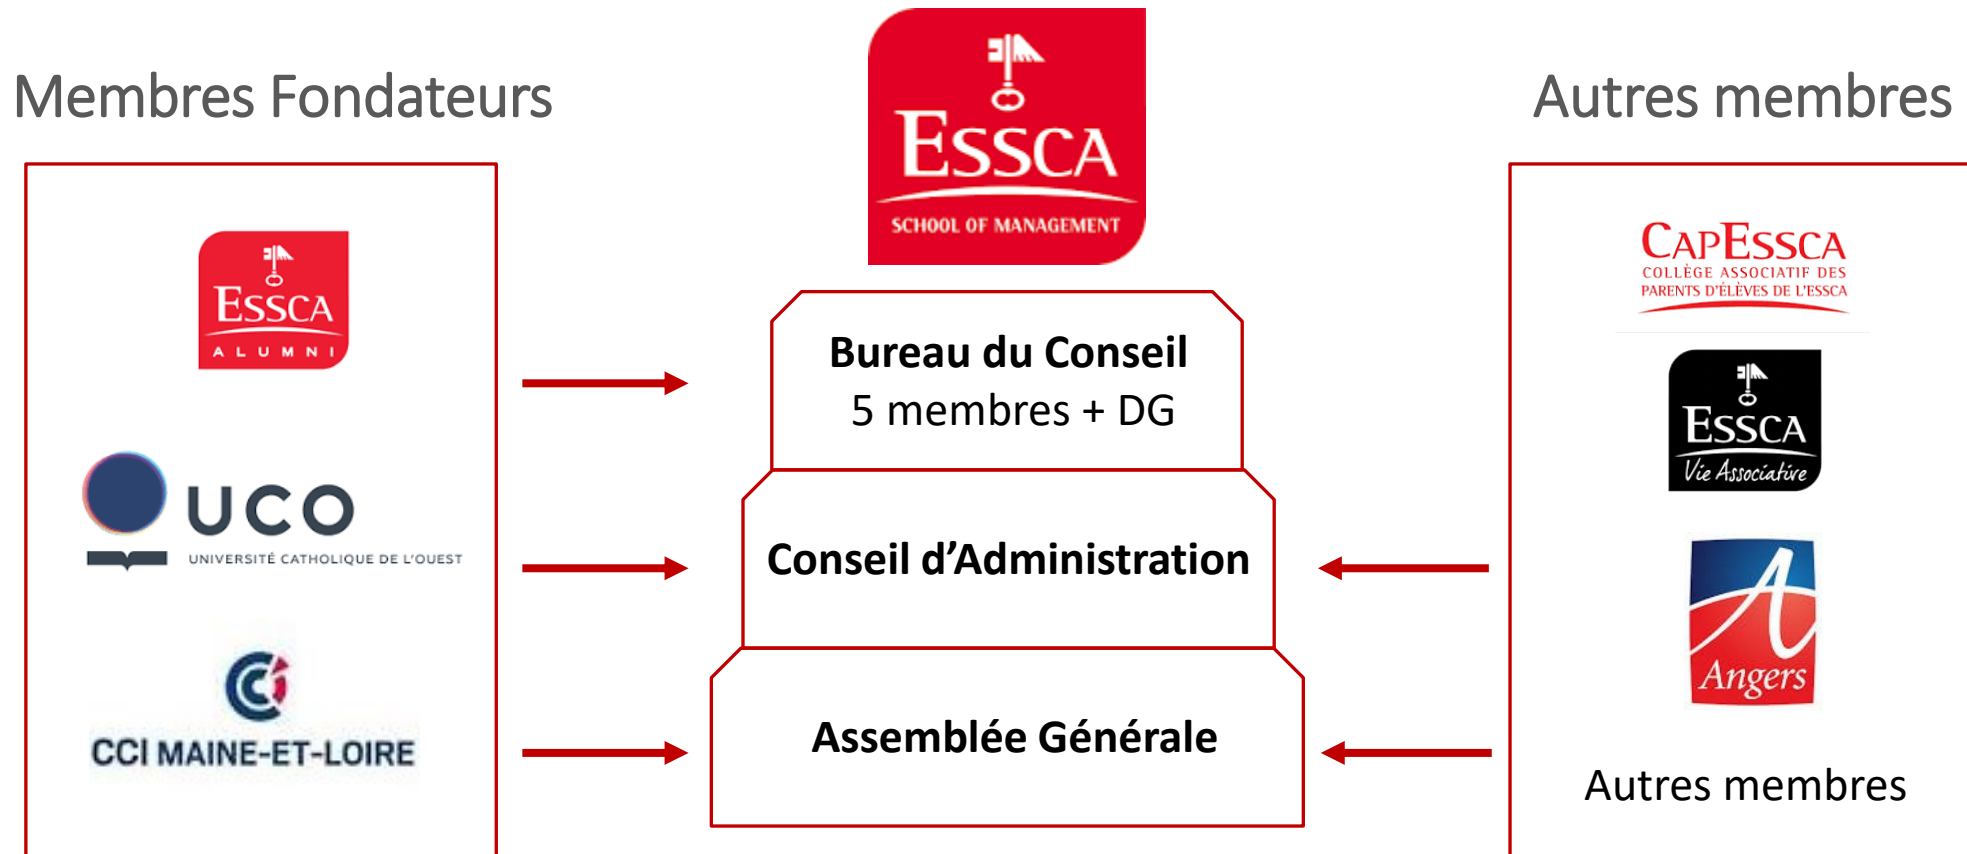 Membres Fondateurs
ESSCA
ALUMNI
UCO
UNIVERSITÉ CATHOLIQUE DE L'OUEST
CCI
CCI MAINE-ET-LOIRE
ESSCA
SCHOOL OF MANAGEMENT
Bureau du Conseil
5 membres + DG
Conseil d’Administration
Assemblée Générale
Autres membres
CAPESSCA
COLLÈGE ASSOCIATIF DES
PARENTS D'ÉLÈVES DE L'ESSCA
ESSCA
Vie Associative
A
Angers
Autres membres